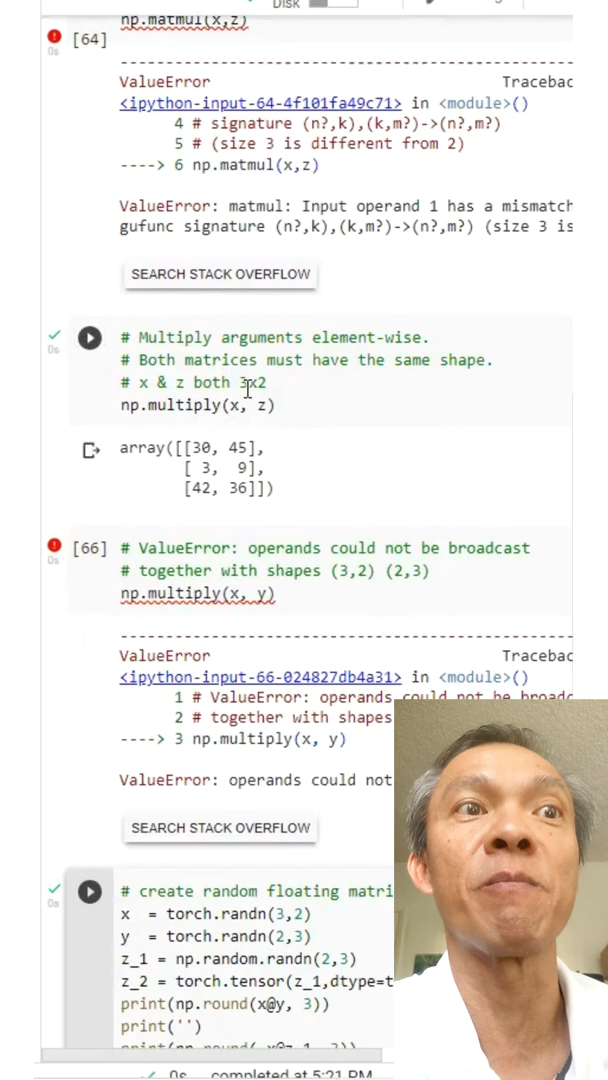 Disk
np.matmul(x,z)
[64]
0s
---------------------------------------------------------------------------
ValueError Tracebac
<ipython-input-64-4f101fa49c71> in <module>()
4 # signature (n?,k),(k,m?)->(n?,m?)
5 # (size 3 is different from 2)
----> 6 np.matmul(x,z)
ValueError: matmul: Input operand 1 has a mismatch
gufunc signature (n?,k),(k,m?)->(n?,m?) (size 3 is
SEARCH STACK OVERFLOW
0s
# Multiply arguments element-wise.
# Both matrices must have the same shape.
# x & z both 3x2
np.multiply(x, z)
array([[30, 45],
[ 3, 9],
[42, 36]])
[66]
0s
# ValueError: operands could not be broadcast
# together with shapes (3,2) (2,3)
np.multiply(x, y)
---------------------------------------------------------------------------
ValueError Tracebac
<ipython-input-66-024827db4a31> in <module>()
1 # ValueError: operands could not be broadc
2 # together with shapes
----> 3 np.multiply(x, y)
ValueError: operands could not
SEARCH STACK OVERFLOW
0s
# create random floating matri
x = torch.randn(3,2)
y = torch.randn(2,3)
z_1 = np.random.randn(2,3)
z_2 = torch.tensor(z_1,dtype=t
print(np.round(x@y, 3))
print('')
0s completed at 5:21 PM